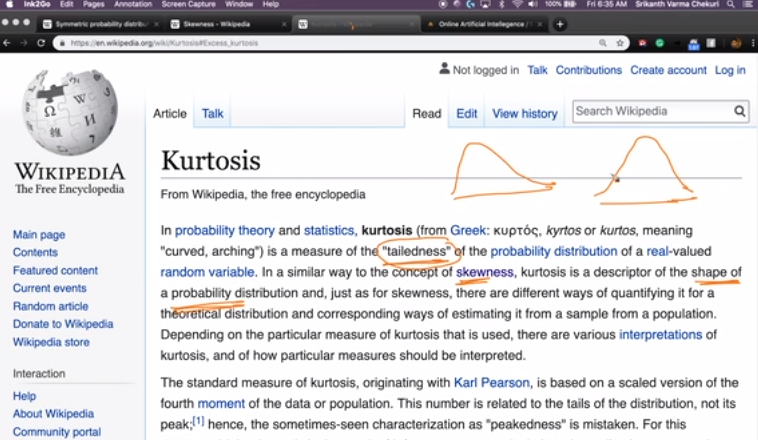 Ink2Go File Edit View Annotation Screen Capture Window Help 100% Fri 6:35 AM Srikanth Varma Chekuri
Symmetric probability distribu Skewness - Wikipedia Online Artificial Intellegence /
https://en.wikipedia.org/wiki/Kurtosis#Excess_kurtosis
Not logged in Talk Contributions Create account Log in
Article Talk Read Edit View history Search Wikipedia
WIKIPEDIA
The Free Encyclopedia
Main page
Contents
Featured content
Current events
Random article
Donate to Wikipedia
Wikipedia store
Interaction
Help
About Wikipedia
Community portal
Kurtosis
From Wikipedia, the free encyclopedia
In probability theory and statistics, kurtosis (from Greek: κυρτός, kyrtos or kurtos, meaning
"curved, arching") is a measure of the "tailedness" of the probability distribution of a real-valued
random variable. In a similar way to the concept of skewness, kurtosis is a descriptor of the shape of
a probability distribution and, just as for skewness, there are different ways of quantifying it for a
theoretical distribution and corresponding ways of estimating it from a sample from a population.
Depending on the particular measure of kurtosis that is used, there are various interpretations of
kurtosis, and of how particular measures should be interpreted.
The standard measure of kurtosis, originating with Karl Pearson, is based on a scaled version of the
fourth moment of the data or population. This number is related to the tails of the distribution, not its
peak;[1] hence, the sometimes-seen characterization as "peakedness" is mistaken. For this